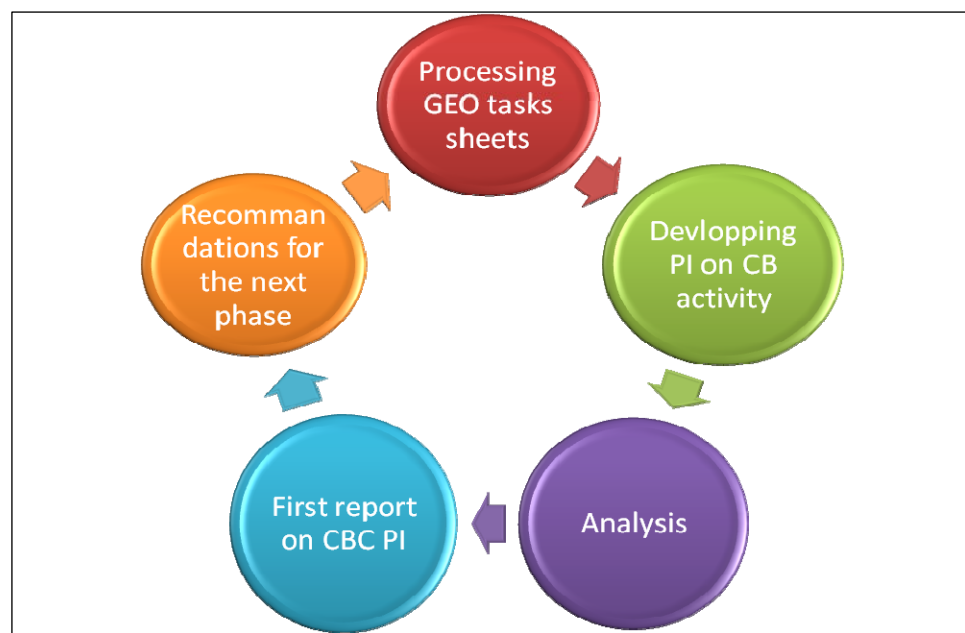 Processing
GEO tasks
sheets
Devlopping
PI on CB
activity
Analysis
First report
on CBC PI
Recomman
dations for
the next
phase